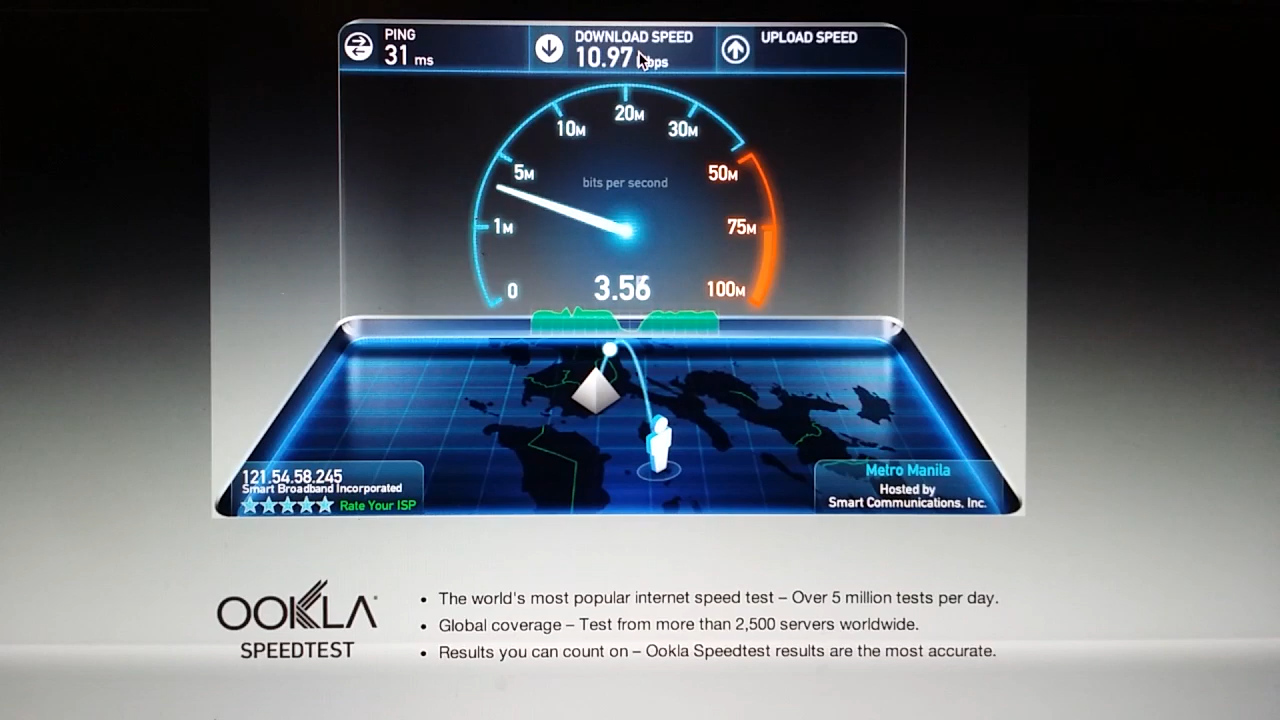 PING
31 ms
DOWNLOAD SPEED
10.97
UPLOAD SPEED
20M
10M
30M
5M
50M
bits per second
1M
75M
0
3.56
100M
121.54.58.245
Smart Broadband Incorporated
Rate Your ISP
Metro Manila
Hosted by
Smart Communications, Inc.
OOKLA
SPEEDTEST
• The world's most popular internet speed test – Over 5 million tests per day.
• Global coverage – Test from more than 2,500 servers worldwide.
• Results you can count on – Ookla Speedtest results are the most accurate.